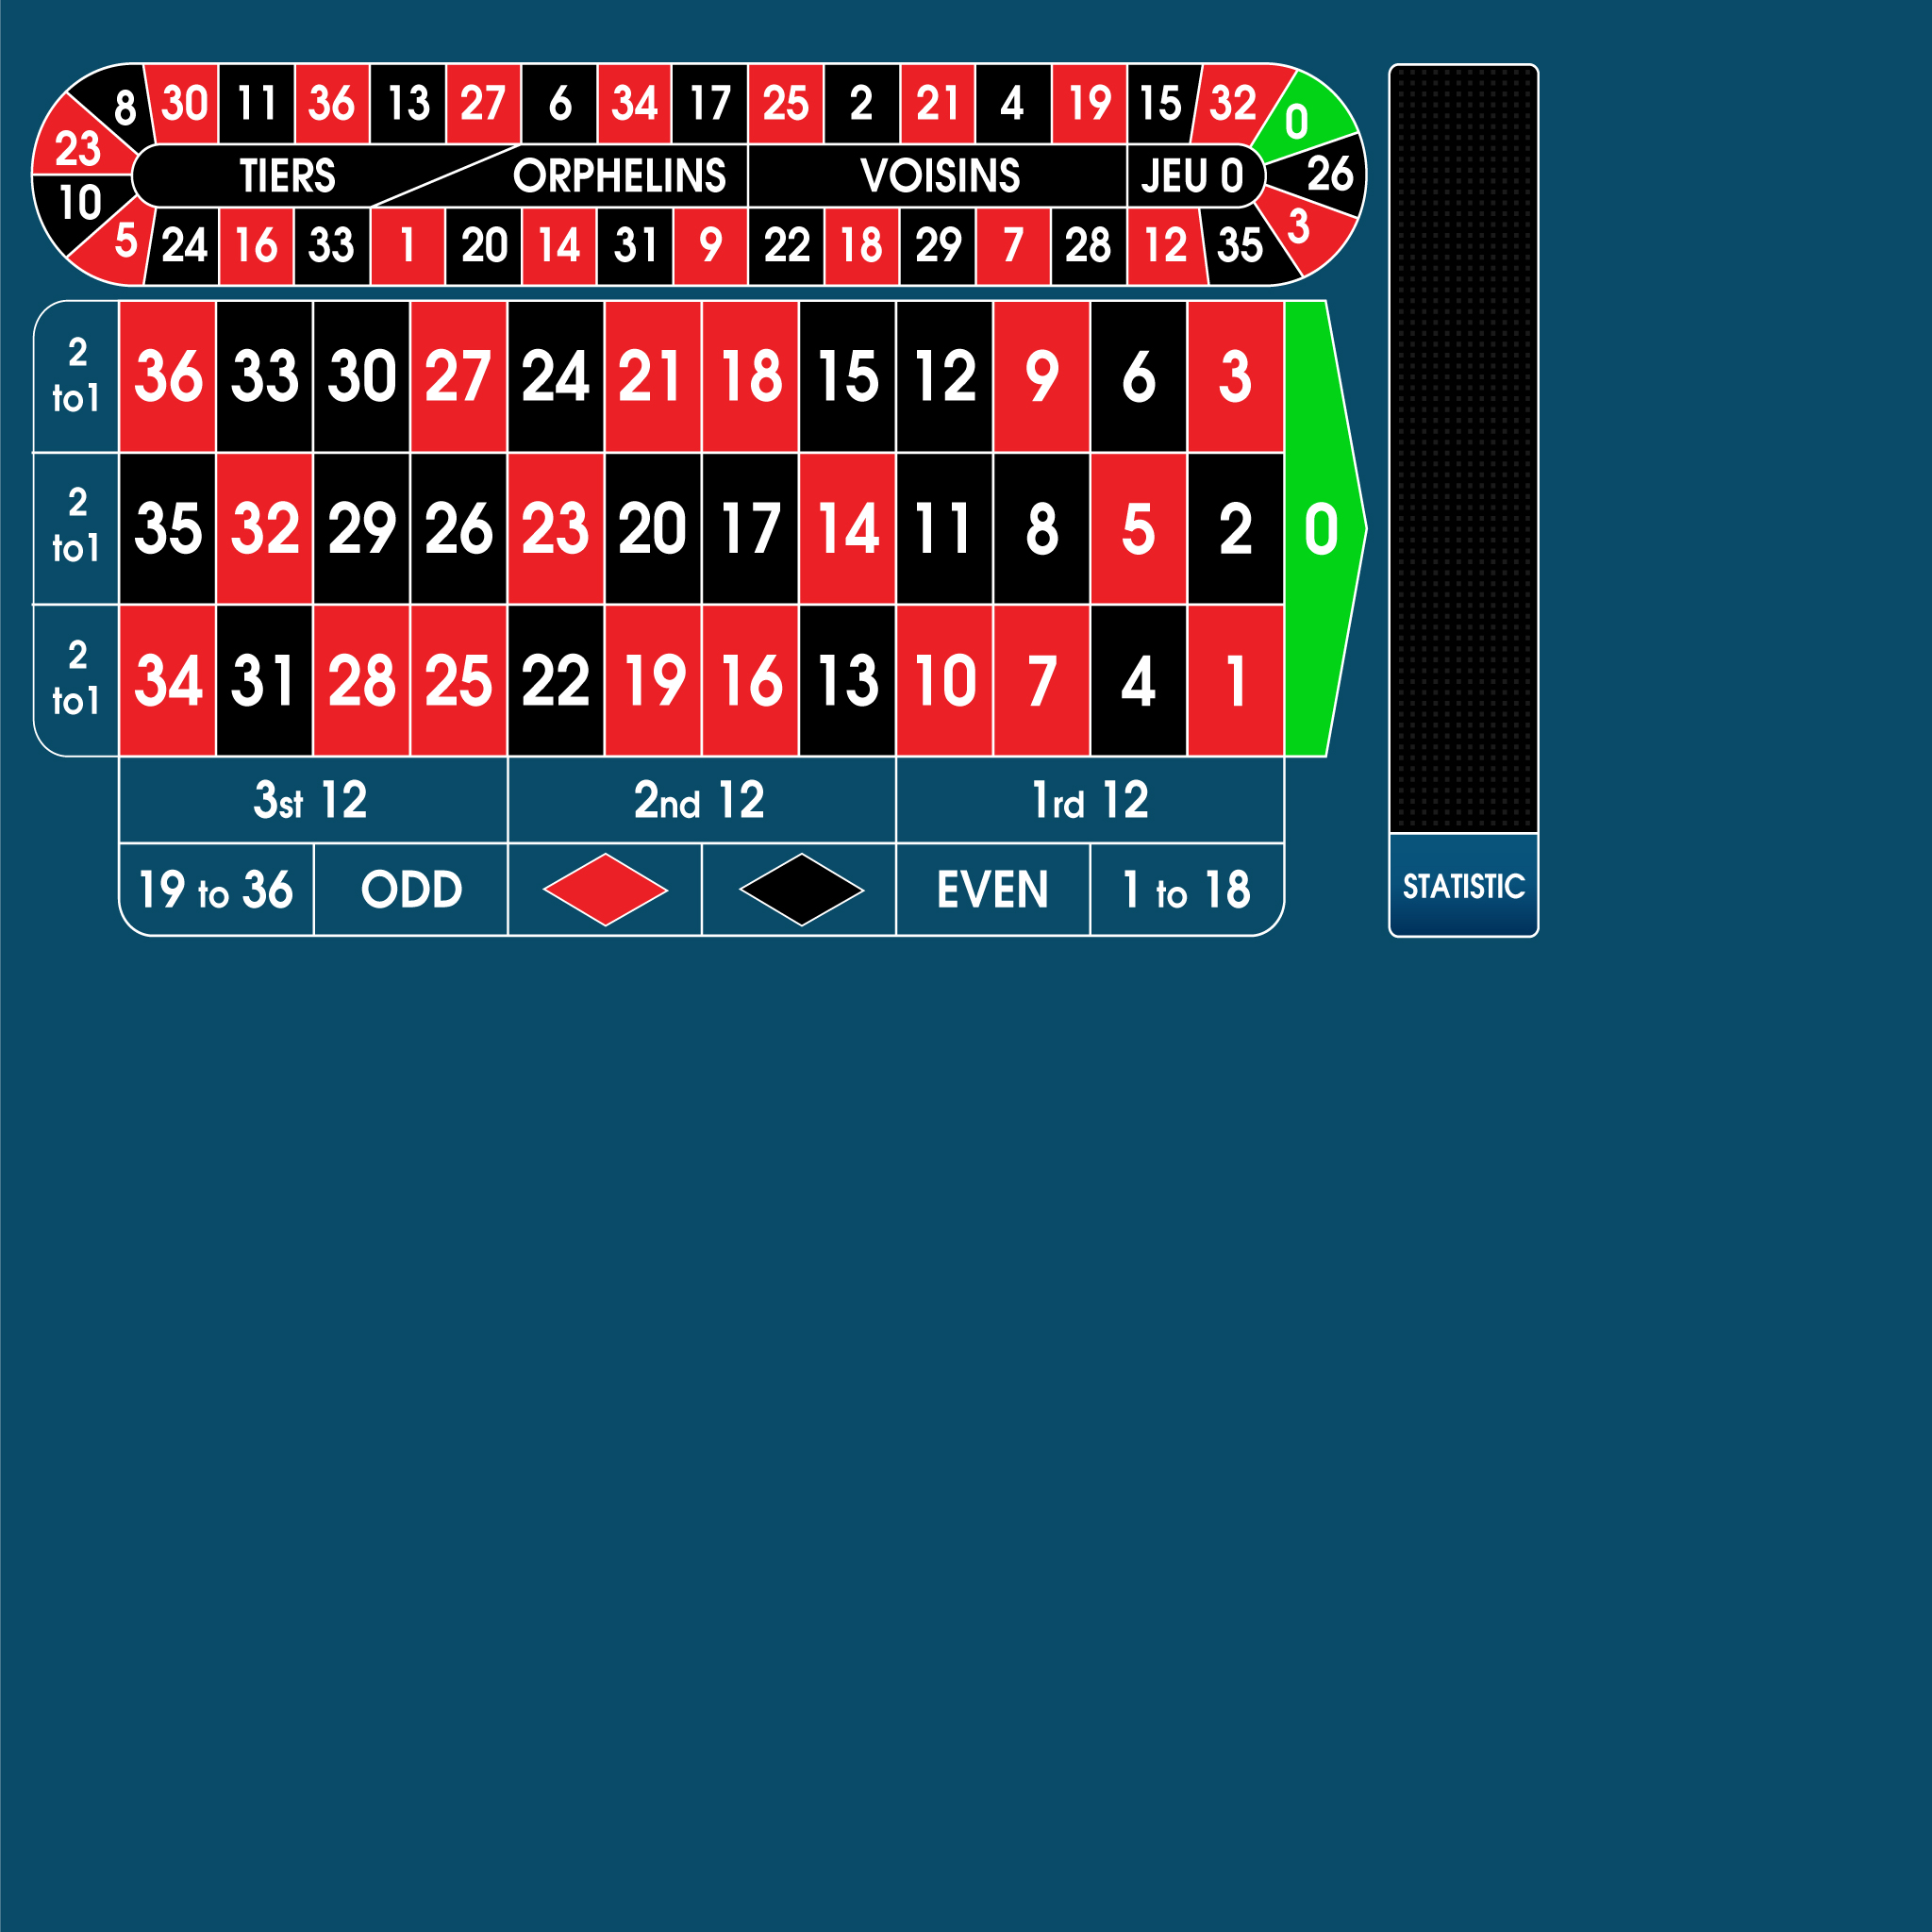 8 30 11 36 13 27 6 34 17 25 2 21 4 19 15 32 0
23 26
TIERS ORPHELINS VOISINS JEU 0
10 3
5 24 16 33 1 20 14 31 9 22 18 29 7 28 12 35
2
to1
36 33 30 27 24 21 18 15 12 9 6 3
2
to1
35 32 29 26 23 20 17 14 11 8 5 2 0
2
to1
34 31 28 25 22 19 16 13 10 7 4 1
3st 12 2nd 12 1rd 12
19 to 36 ODD EVEN 1 to 18
STATISTIC